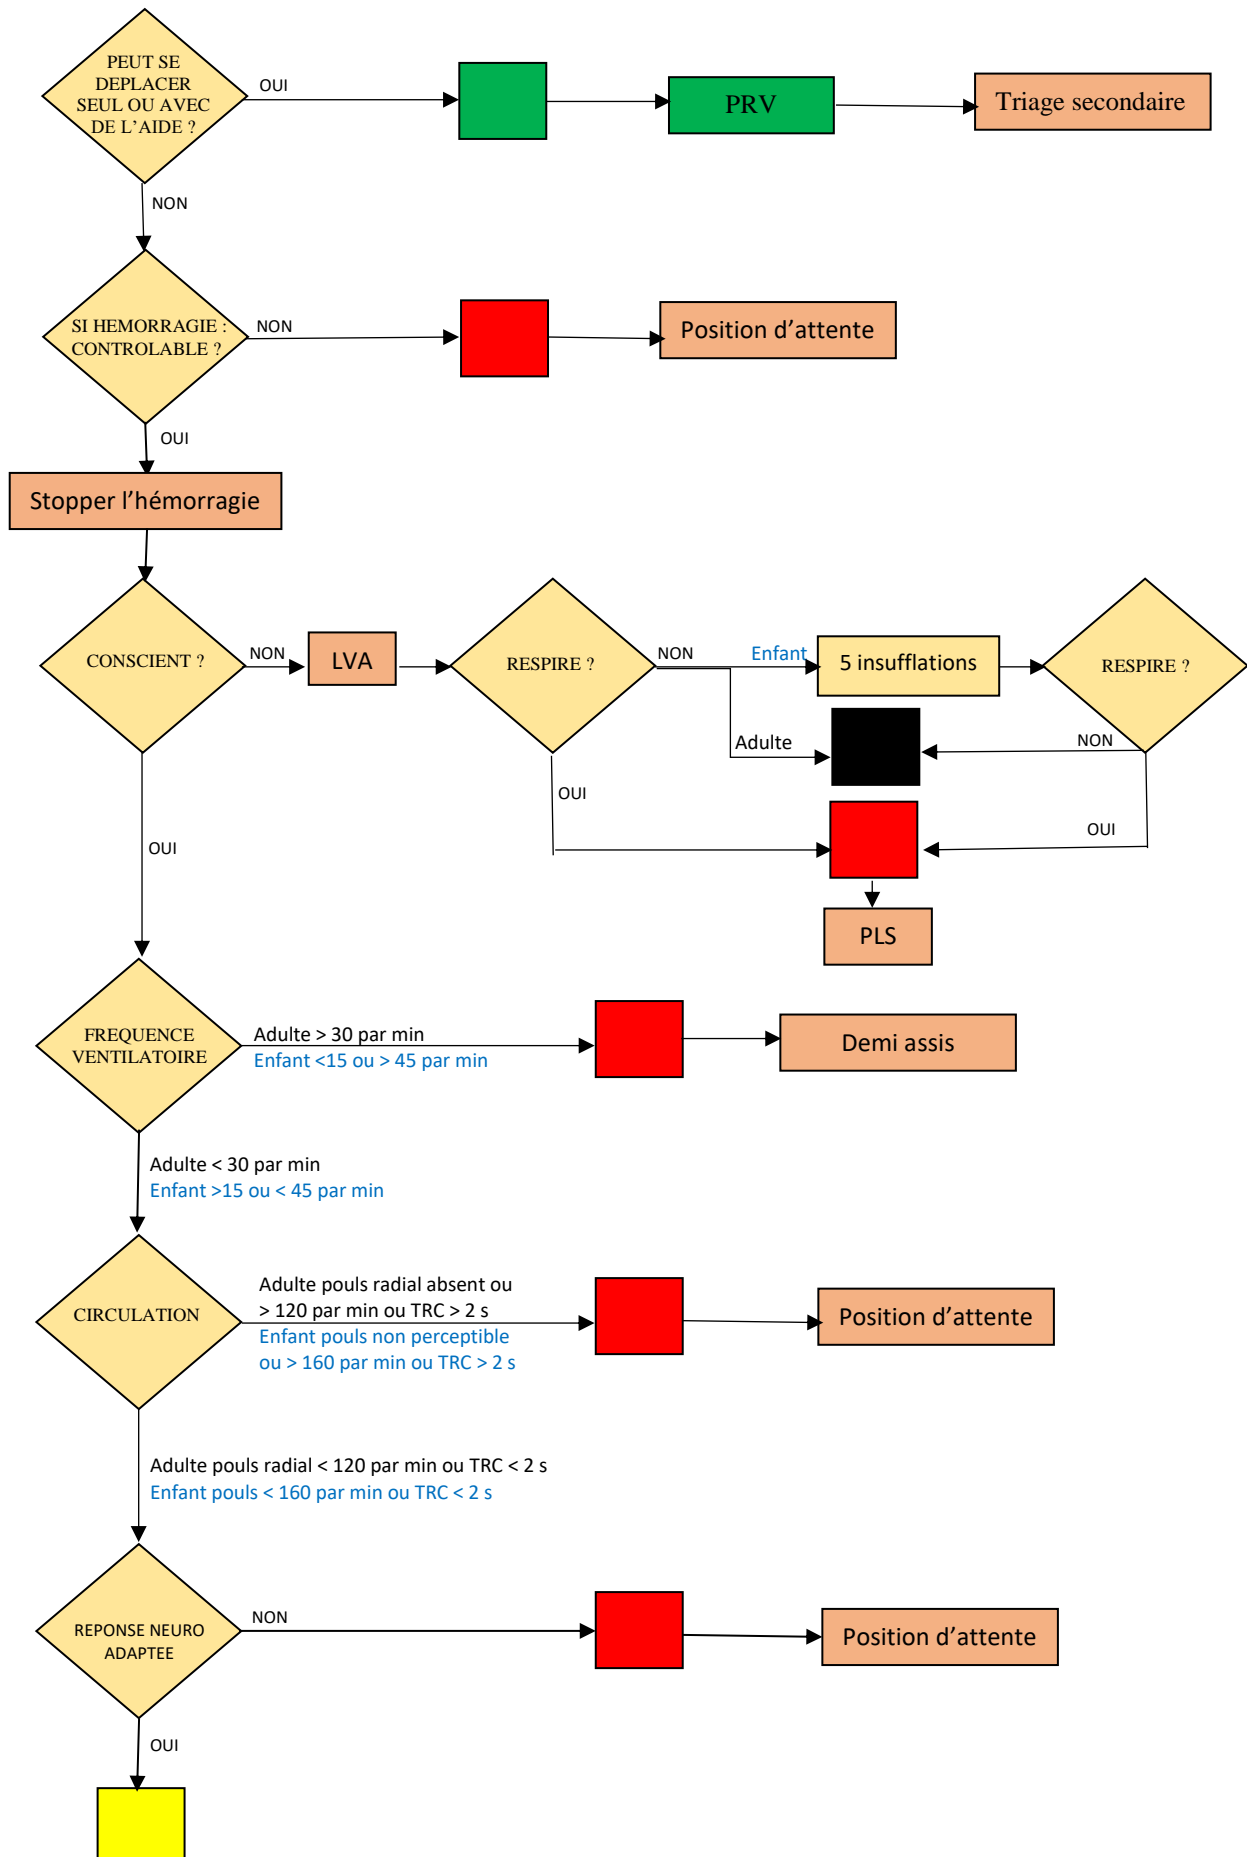 PEUT SE
DEPLACER
SEUL OU AVEC
DE L'AIDE ?
OUI
PRV
Triage secondaire
NON
SI HEMORRAGIE :
CONTROLABLE ?
NON
Position d'attente
OUI
Stopper l'hémorragie
CONSCIENT ?
NON
LVA
RESPIRE ?
NON
Enfant
5 insufflations
RESPIRE ?
Adulte
NON
OUI
OUI
OUI
PLS
FREQUENCE
VENTILATOIRE
Adulte > 30 par min
Enfant <15 ou > 45 par min
Demi assis
Adulte < 30 par min
Enfant >15 ou < 45 par min
CIRCULATION
Adulte pouls radial absent ou
> 120 par min ou TRC > 2 s
Enfant pouls non perceptible
ou > 160 par min ou TRC > 2 s
Position d'attente
Adulte pouls radial < 120 par min ou TRC < 2 s
Enfant pouls < 160 par min ou TRC < 2 s
REPONSE NEURO
ADAPTEE
NON
Position d'attente
OUI